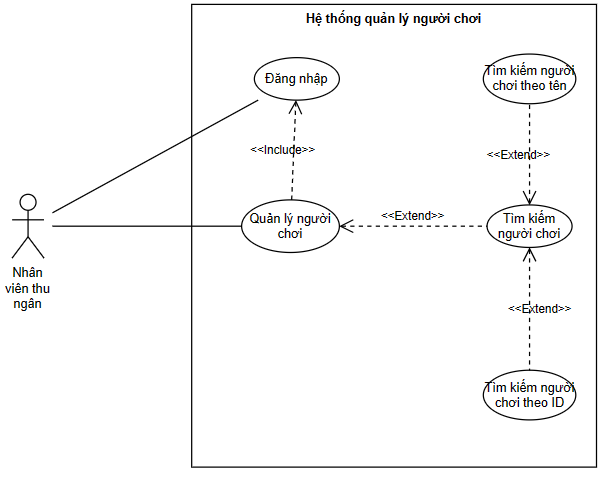 Hệ thống quản lý người chơi
Đăng nhập
Tìm kiếm người
chơi theo tên
<<Include>>
<<Extend>>
Quản lý người
chơi
<<Extend>>
Tìm kiếm
người chơi
Nhân
viên thu
ngân
<<Extend>>
Tìm kiếm người
chơi theo ID